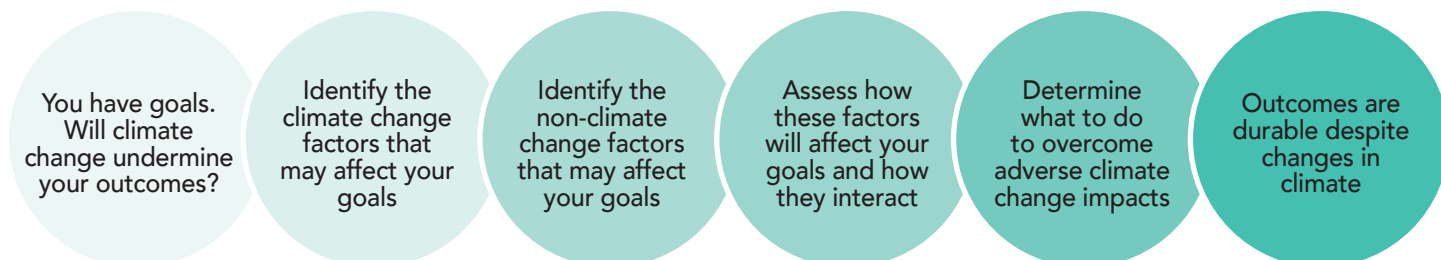 You have goals.
Will climate
change undermine
your outcomes?
Identify the
climate change
factors that
may affect your
goals
Identify the
non-climate
change factors
that may affect
your goals
Assess how
these factors
will affect your
goals and how
they interact
Determine
what to do
to overcome
adverse climate
change impacts
Outcomes are
durable despite
changes in
climate